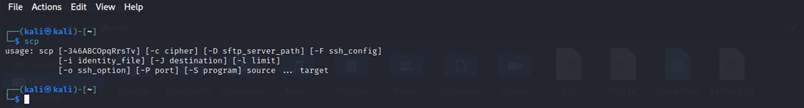 File Actions Edit View Help
┌──(kali㉿kali)-[~]
└─$ scp
usage: scp [-346ABCOpqRrsTv] [-c cipher] [-D sftp_server_path] [-F ssh_config]
           [-i identity_file] [-J destination] [-l limit]
           [-o ssh_option] [-P port] [-S program] source ... target
┌──(kali㉿kali)-[~]
└─$